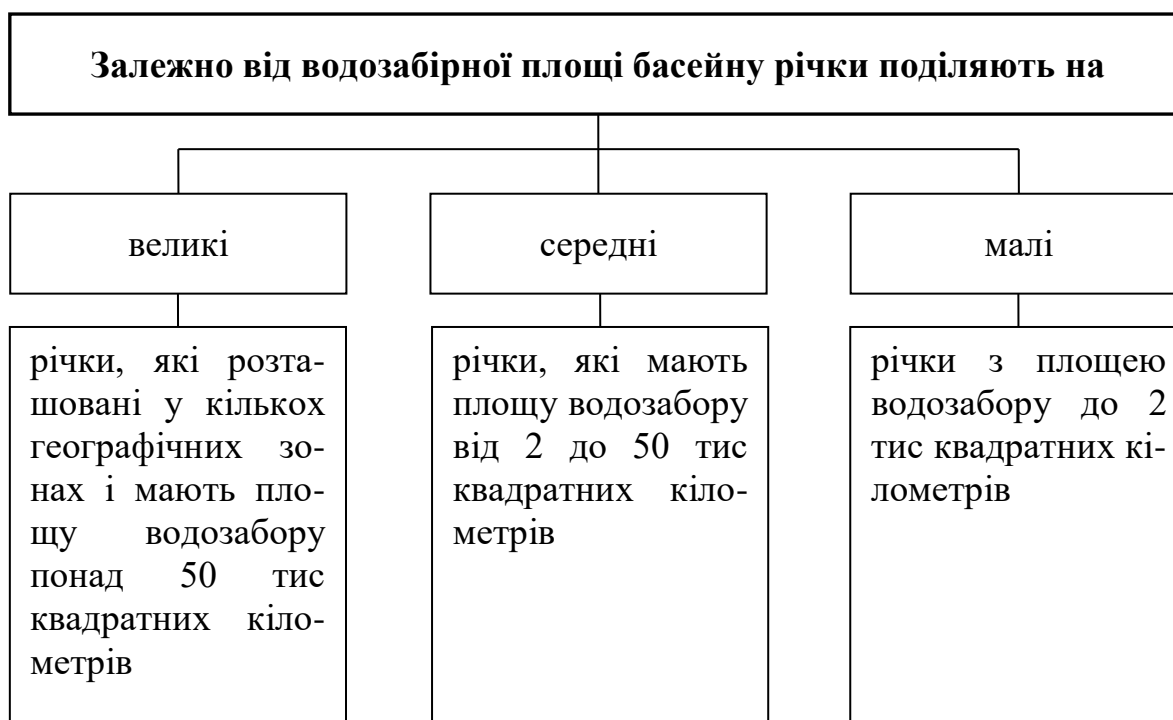 Залежно від водозабірної площі басейну річки поділяють на
великі
середні
малі
річки, які розта-
шовані у кількох
географічних зо-
нах і мають пло-
щу водозабору
понад 50 тис
квадратних кіло-
метрів
річки, які мають
площу водозабору
від 2 до 50 тис
квадратних кіло-
метрів
річки з площею
водозабору до 2
тис квадратних кі-
лометрів